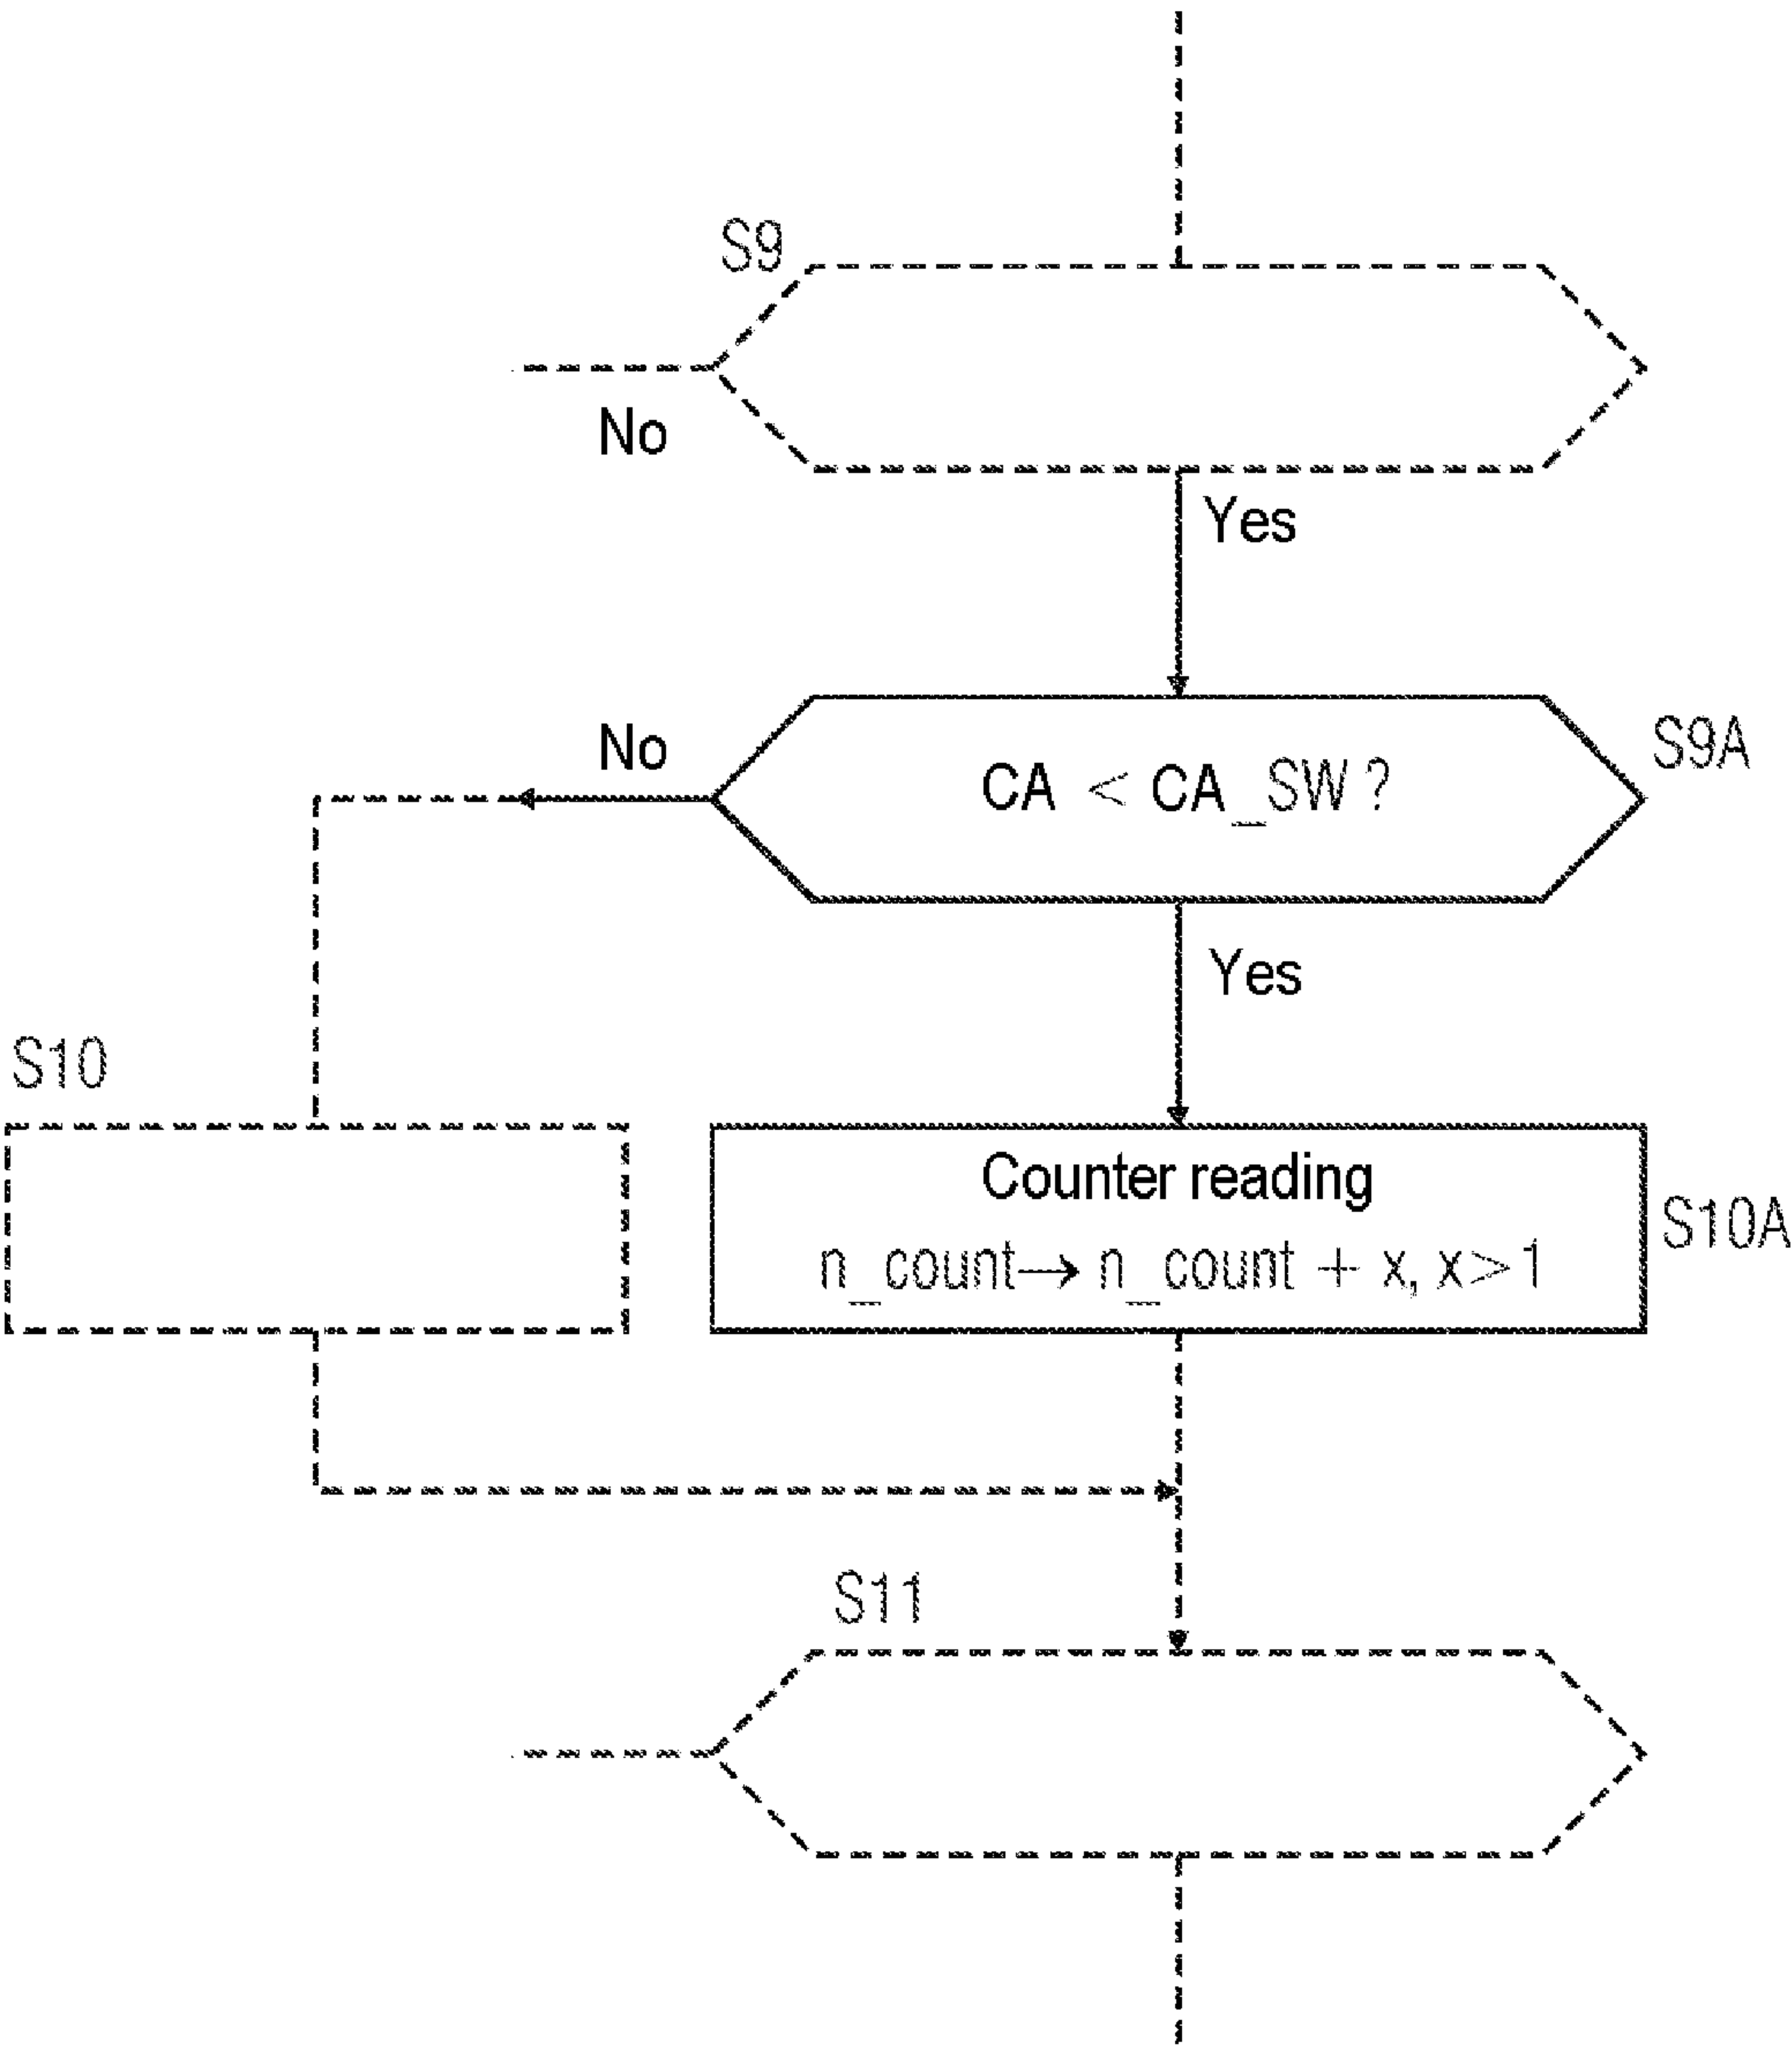 S9
No
Yes
No
CA < CA_SW ?
S9A
Yes
S10
Counter reading
n_count→ n_count + x, x>1
S10A
S11